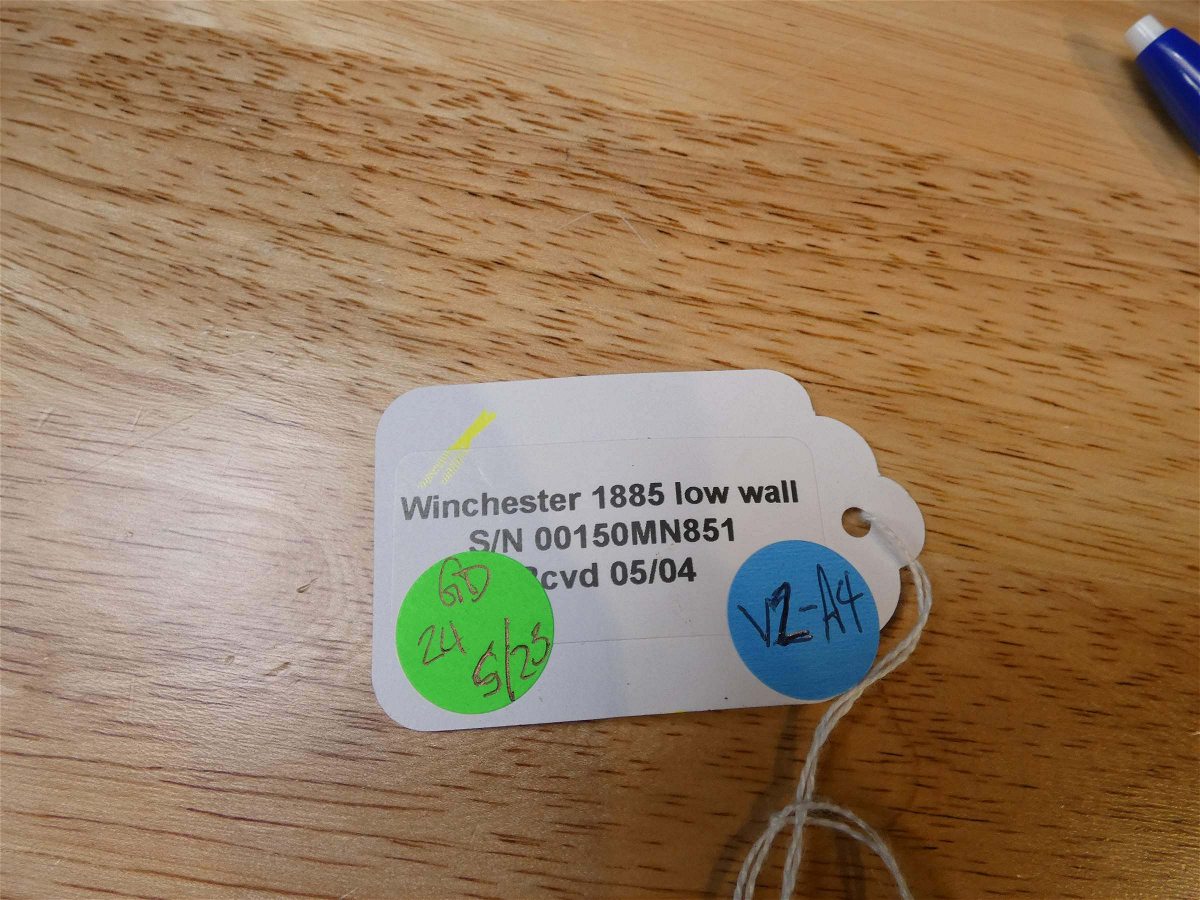 Winchester 1885 low wall
S/N 00150MN851
Rcvd 05/04
GD
24
5/23
V2-A4